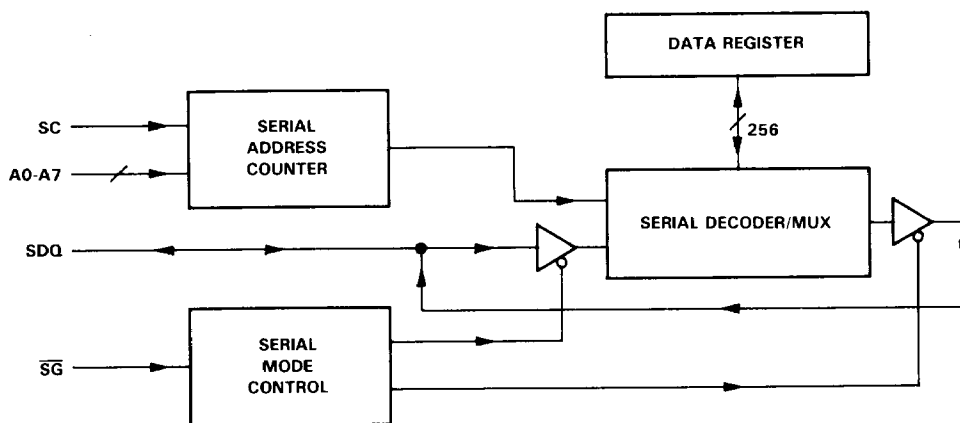 DATA REGISTER
256
SC
A0-A7
SERIAL
ADDRESS
COUNTER
SDQ
SERIAL DECODER/MUX
SG
SERIAL
MODE
CONTROL